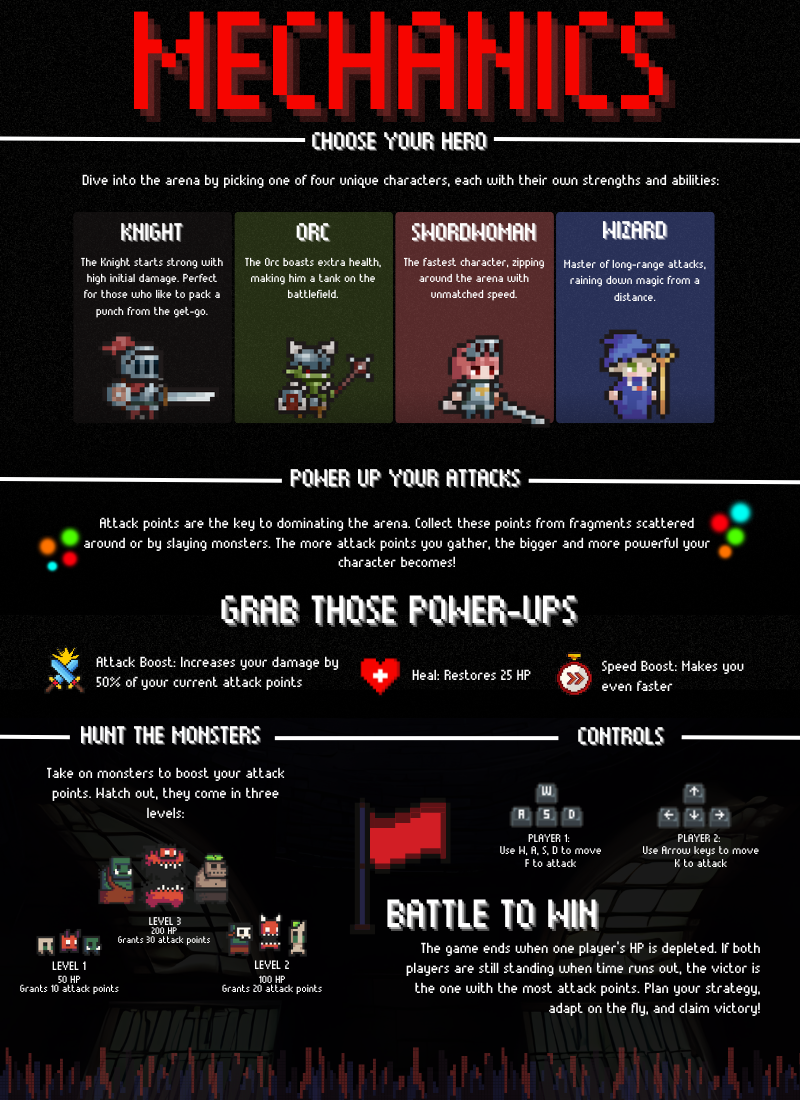 MECHANICS
CHOOSE YOUR HERO
Dive into the arena by picking one of four unique characters, each with their own strengths and abilities:
KNIGHT
The Knight starts strong with
high initial damage. Perfect
for those who like to pack a
punch from the get-go.
ORC
The Orc boasts extra health,
making him a tank on the
battlefield.
SWORDWOMAN
The fastest character, zipping
around the arena with
unmatched speed.
WIZARD
Master of long-range attacks,
raining down magic from a
distance.
POWER UP YOUR ATTACKS
Attack points are the key to dominating the arena. Collect these points from fragments scattered
around or by slaying monsters. The more attack points you gather, the bigger and more powerful your
character becomes!
GRAB THOSE POWER-UPS
Attack Boost: Increases your damage by
50% of your current attack points
Heal: Restores 25 HP
Speed Boost: Makes you
even faster
HUNT THE MONSTERS
Take on monsters to boost your attack
points. Watch out, they come in three
levels:
LEVEL 3
200 HP
Grants 30 attack points
LEVEL 1
50 HP
Grants 10 attack points
LEVEL 2
100 HP
Grants 20 attack points
CONTROLS
W
A S D
PLAYER 1:
Use W, A, S, D to move
F to attack
↑
← ↓ →
PLAYER 2:
Use Arrow keys to move
K to attack
BATTLE TO WIN
The game ends when one player's HP is depleted. If both
players are still standing when time runs out, the victor is
the one with the most attack points. Plan your strategy,
adapt on the fly, and claim victory!